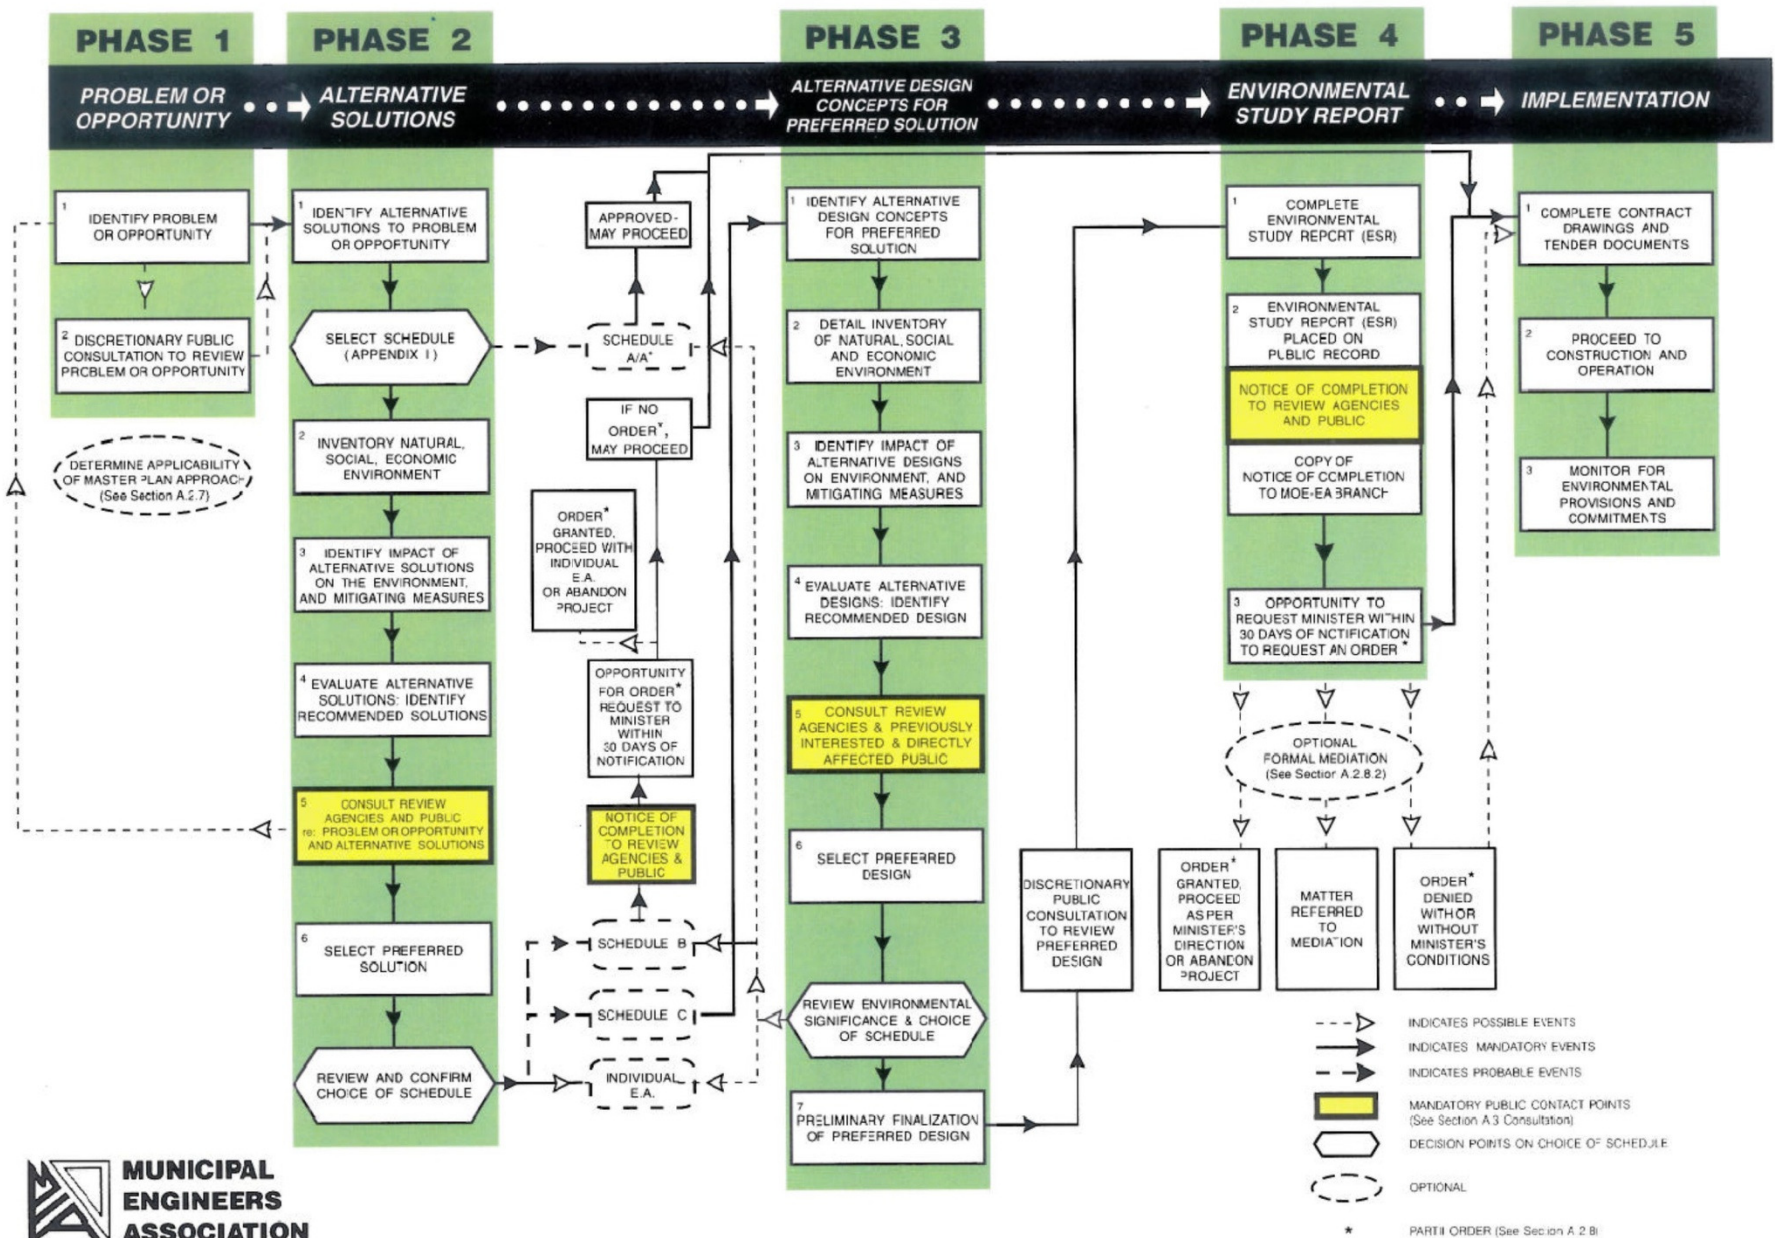 PHASE 1
PHASE 2
PHASE 3
PHASE 4
PHASE 5
PROBLEM OR
OPPORTUNITY
ALTERNATIVE
SOLUTIONS
ALTERNATIVE DESIGN
CONCEPTS FOR
PREFERRED SOLUTION
ENVIRONMENTAL
STUDY REPORT
IMPLEMENTATION
1
IDENTIFY PROBLEM
OR OPPORTUNITY
2 DISCRETIONARY PUBLIC
CONSULTATION TO REVIEW
PROBLEM OR OPPORTUNITY
DETERMINE APPLICABILITY
OF MASTER PLAN APPROACH
(See Section A.2.7)
1 IDENTIFY ALTERNATIVE
SOLUTIONS TO PROBLEM
OR OPPORTUNITY
SELECT SCHEDULE
(APPENDIX I)
2
INVENTORY NATURAL,
SOCIAL, ECONOMIC
ENVIRONMENT
3 IDENTIFY IMPACT OF
ALTERNATIVE SOLUTIONS
ON THE ENVIRONMENT,
AND MITIGATING MEASURES
4 EVALUATE ALTERNATIVE
SOLUTIONS: IDENTIFY
RECOMMENDED SOLUTIONS
5 CONSULT REVIEW
AGENCIES AND PUBLIC
re: PROBLEM OR OPPORTUNITY
AND ALTERNATIVE SOLUTIONS
6
SELECT PREFERRED
SOLUTION
REVIEW AND CONFIRM
CHOICE OF SCHEDULE
APPROVED-
MAY PROCEED
SCHEDULE
A/A*
IF NO
ORDER*,
MAY PROCEED
ORDER*
GRANTED,
PROCEED WITH
INDIVIDUAL
E.A.
OR ABANDON
PROJECT
OPPORTUNITY
FOR ORDER*
REQUEST TO
MINISTER
WITHIN
30 DAYS OF
NOTIFICATION
NOTICE OF
COMPLETION
TO REVIEW
AGENCIES &
PUBLIC
SCHEDULE B
SCHEDULE C
INDIVIDUAL
E.A.
1 IDENTIFY ALTERNATIVE
DESIGN CONCEPTS
FOR PREFERRED
SOLUTION
2 DETAIL INVENTORY
OF NATURAL, SOCIAL
AND ECONOMIC
ENVIRONMENT
3 IDENTIFY IMPACT OF
ALTERNATIVE DESIGNS
ON ENVIRONMENT, AND
MITIGATING MEASURES
4 EVALUATE ALTERNATIVE
DESIGNS: IDENTIFY
RECOMMENDED DESIGN
5 CONSULT REVIEW
AGENCIES & PREVIOUSLY
INTERESTED & DIRECTLY
AFFECTED PUBLIC
6
SELECT PREFERRED
DESIGN
REVIEW ENVIRONMENTAL
SIGNIFICANCE & CHOICE
OF SCHEDULE
7
PRELIMINARY FINALIZATION
OF PREFERRED DESIGN
DISCRETIONARY
PUBLIC
CONSULTATION
TO REVIEW
PREFERRED
DESIGN
1 COMPLETE
ENVIRONMENTAL
STUDY REPORT (ESR)
2 ENVIRONMENTAL
STUDY REPORT (ESR)
PLACED ON
PUBLIC RECORD
NOTICE OF COMPLETION
TO REVIEW AGENCIES
AND PUBLIC
COPY OF
NOTICE OF COMPLETION
TO MOE-EA BRANCH
3 OPPORTUNITY TO
REQUEST MINISTER WITHIN
30 DAYS OF NOTIFICATION
TO REQUEST AN ORDER*
OPTIONAL
FORMAL MEDIATION
(See Section A.2.8.2)
ORDER*
GRANTED,
PROCEED
AS PER
MINISTER'S
DIRECTION
OR ABANDON
PROJECT
MATTER
REFERRED
TO
MEDIATION
ORDER*
DENIED
WITH OR
WITHOUT
MINISTER'S
CONDITIONS
1 COMPLETE CONTRACT
DRAWINGS AND
TENDER DOCUMENTS
2 PROCEED TO
CONSTRUCTION AND
OPERATION
3 MONITOR FOR
ENVIRONMENTAL
PROVISIONS AND
COMMITMENTS
INDICATES POSSIBLE EVENTS
INDICATES MANDATORY EVENTS
INDICATES PROBABLE EVENTS
MANDATORY PUBLIC CONTACT POINTS
(See Section A.3 Consultation)
DECISION POINTS ON CHOICE OF SCHEDULE
OPTIONAL
* PART II ORDER (See Section A.2.8)
MUNICIPAL
ENGINEERS
ASSOCIATION